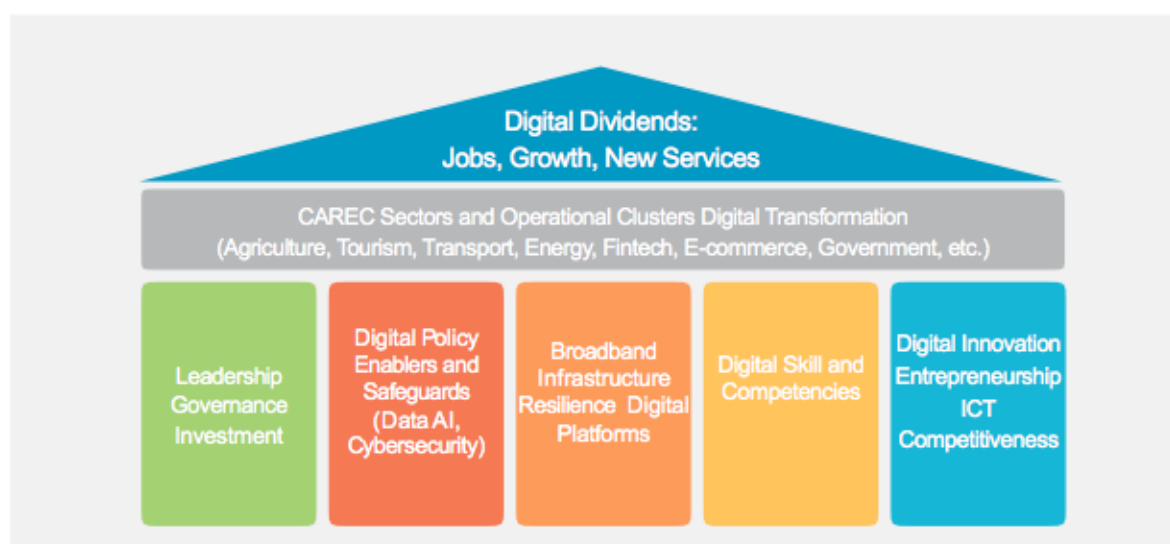 Digital Dividends:
Jobs, Growth, New Services
CAREC Sectors and Operational Clusters Digital Transformation
(Agriculture, Tourism, Transport, Energy, Fintech, E-commerce, Government, etc.)
Leadership
Governance
Investment
Digital Policy
Enablers and
Safeguards
(Data AI,
Cybersecurity)
Broadband
Infrastructure
Resilience Digital
Platforms
Digital Skill and
Competencies
Digital Innovation
Entrepreneurship
ICT
Competitiveness